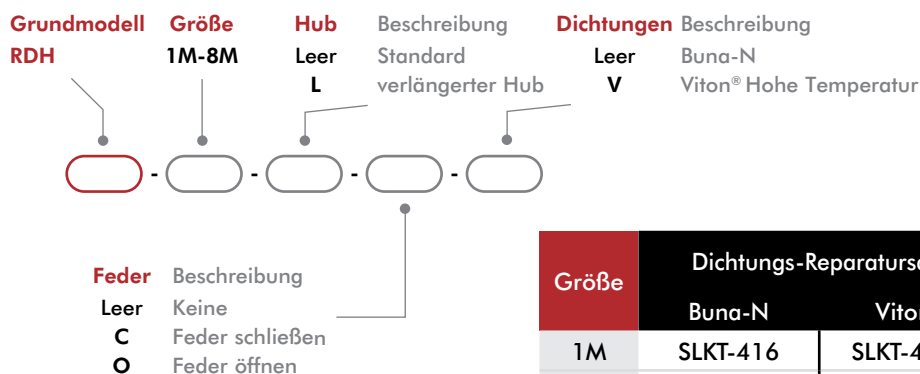 Grundmodell Größe Hub Beschreibung Dichtungen Beschreibung
RDH 1M-8M Leer Standard Leer Buna-N
L verlängerter Hub V Viton® Hohe Temperatur
- - - -
Feder Beschreibung
Leer Keine
C Feder schließen
O Feder öffnen
Größe
Buna-N
1M SLKT-416